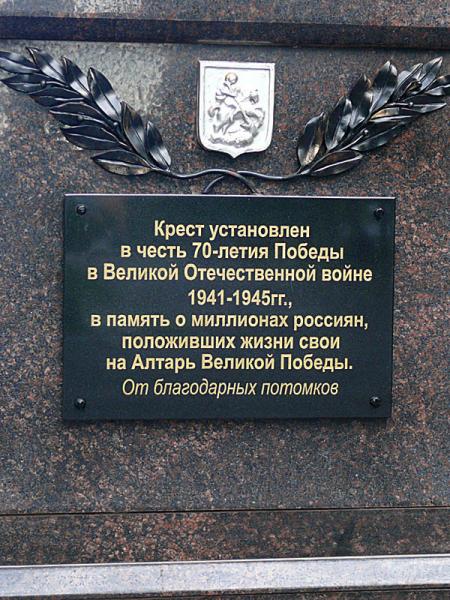 Крест установлен
в честь 70-летия Победы
в Великой Отечественной войне
1941-1945гг.,
в память о миллионах россиян,
положивших жизни свои
на Алтарь Великой Победы.
От благодарных потомков